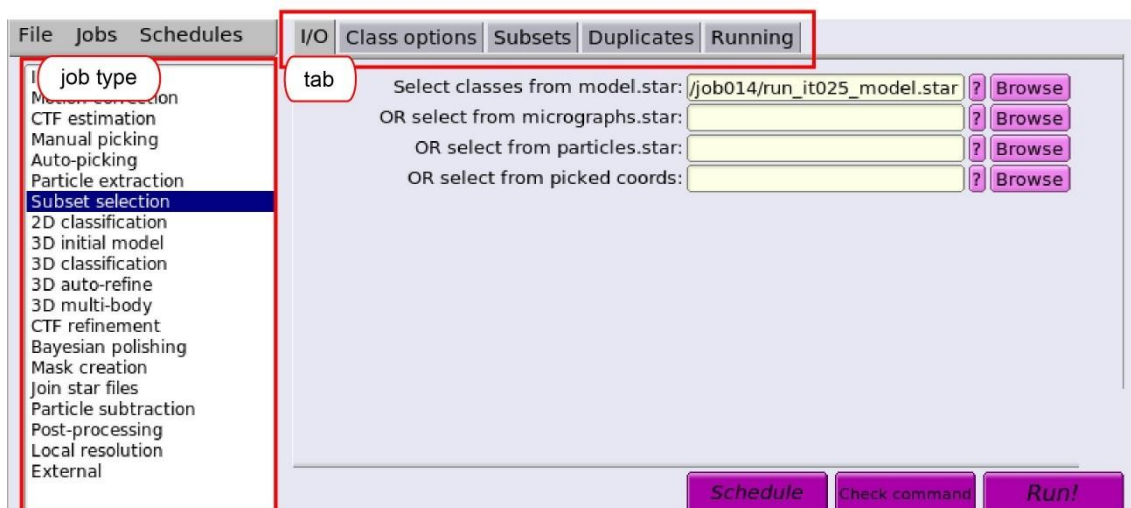 File Jobs Schedules
I/O Class options Subsets Duplicates Running
job type
tab
CTF estimation
Manual picking
Auto-picking
Particle extraction
Subset selection
2D classification
3D initial model
3D classification
3D auto-refine
3D multi-body
CTF refinement
Bayesian polishing
Mask creation
Join star files
Particle subtraction
Post-processing
Local resolution
External
Select classes from model.star: /job014/run_it025_model.star ? Browse
OR select from micrographs.star: ? Browse
OR select from particles.star: ? Browse
OR select from picked coords: ? Browse
Schedule Check command Run!